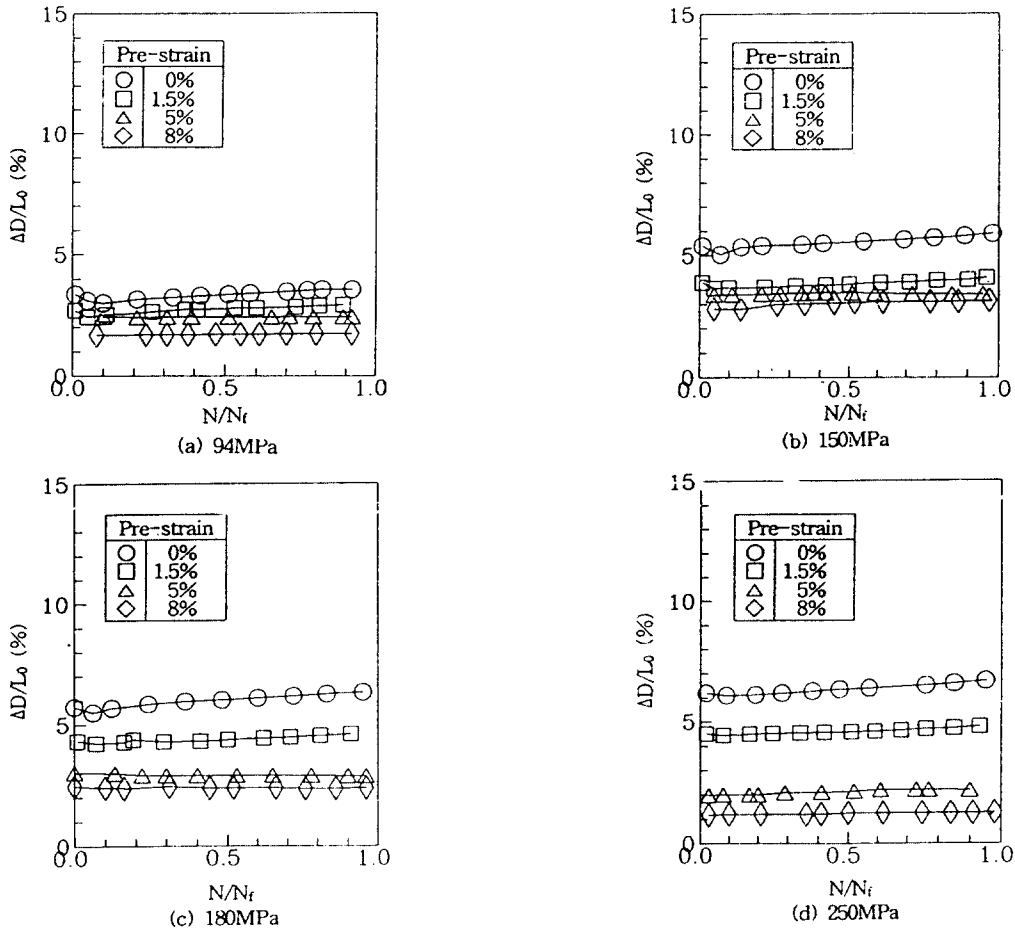 15
10
5
0
ΔD/L₀ (%)
Pre-strain
0%
1.5%
5%
8%
0.0 0.5 1.0
N/Nf
(a) 94MPa
15
10
5
0
ΔD/L₀ (%)
Pre-strain
0%
1.5%
5%
8%
0.0 0.5 1.0
N/Nf
(b) 150MPa
15
10
5
0
ΔD/L₀ (%)
Pre-strain
0%
1.5%
5%
8%
0.0 0.5 1.0
N/Nf
(c) 180MPa
15
10
5
0
ΔD/L₀ (%)
Pre-strain
0%
1.5%
5%
8%
0.0 0.5 1.0
N/Nf
(d) 250MPa